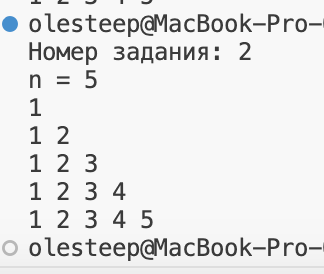 olesteep@MacBook-Pro-
Номер задания: 2
n = 5
1
1 2
1 2 3
1 2 3 4
1 2 3 4 5
olesteep@MacBook-Pro-